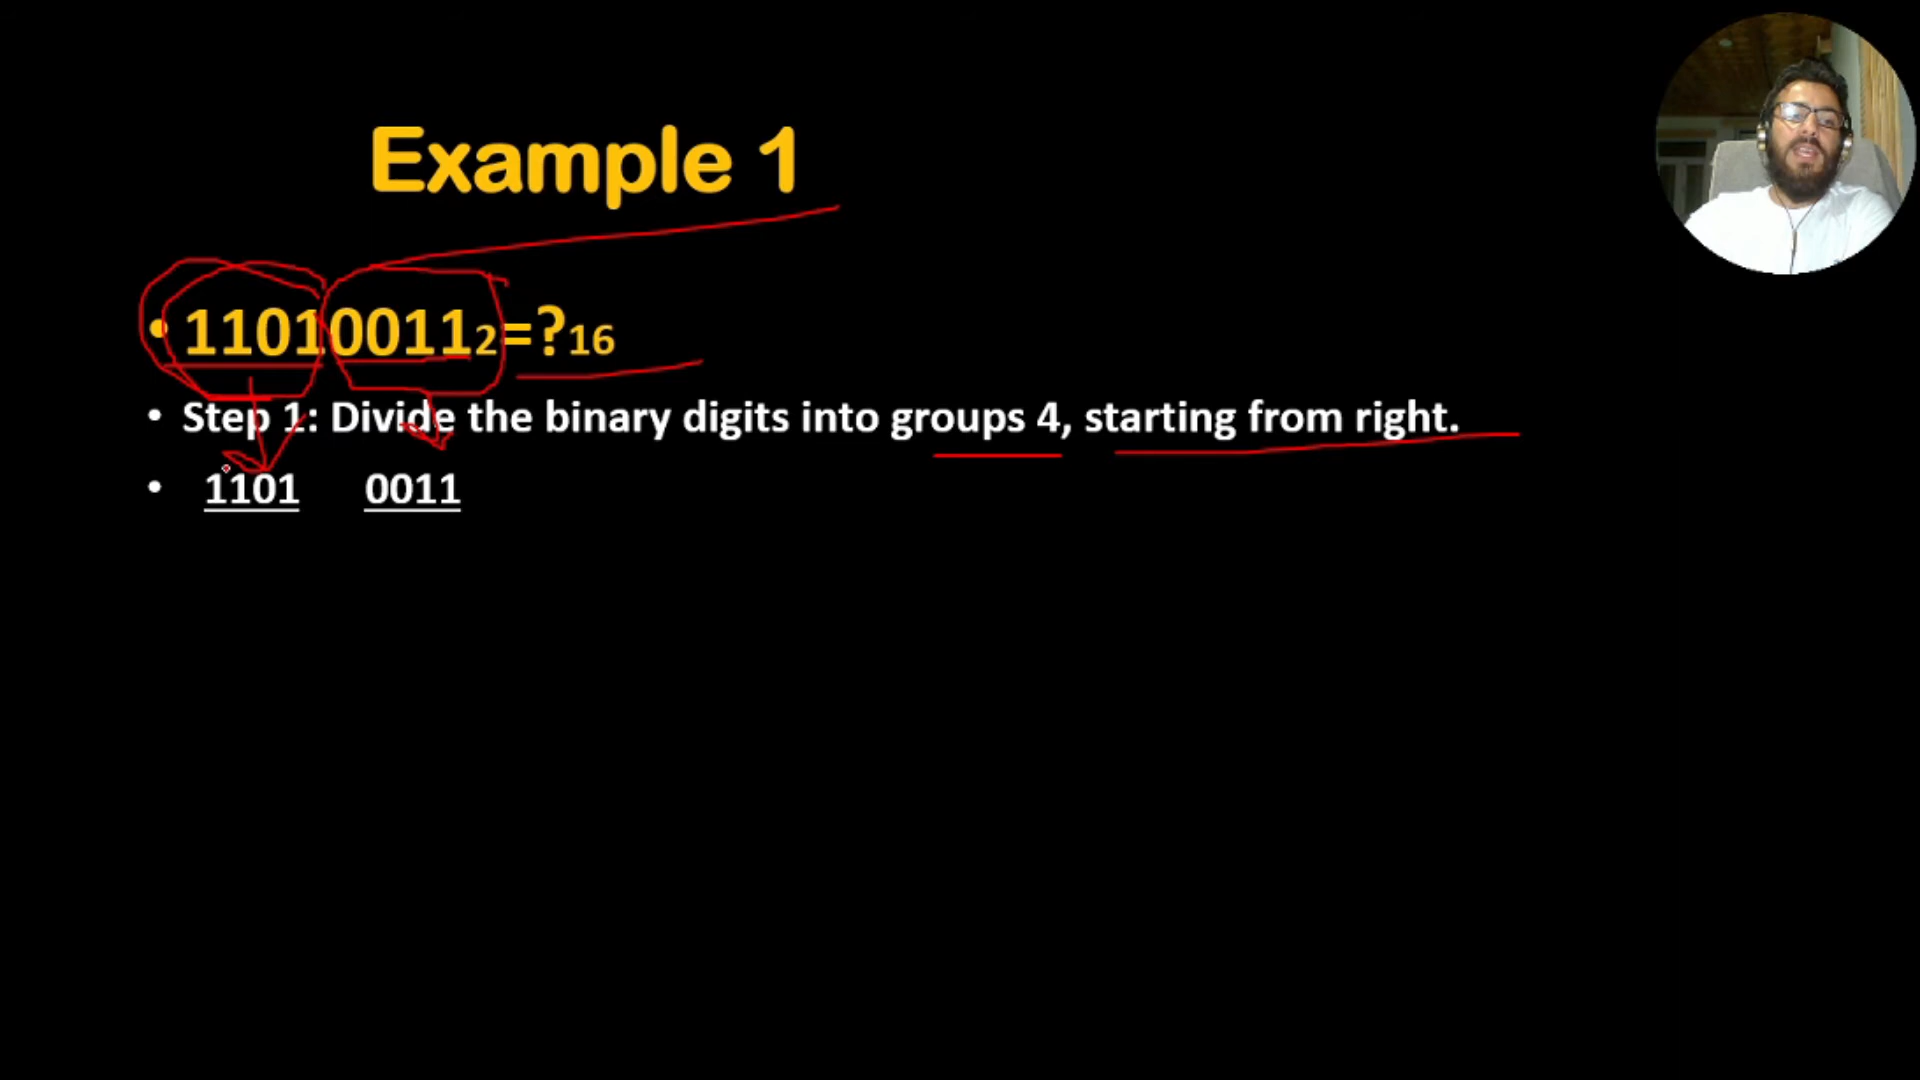 Example 1
• 11010011₂=?₁₆
• Step 1: Divide the binary digits into groups 4, starting from right.
• 1101 0011